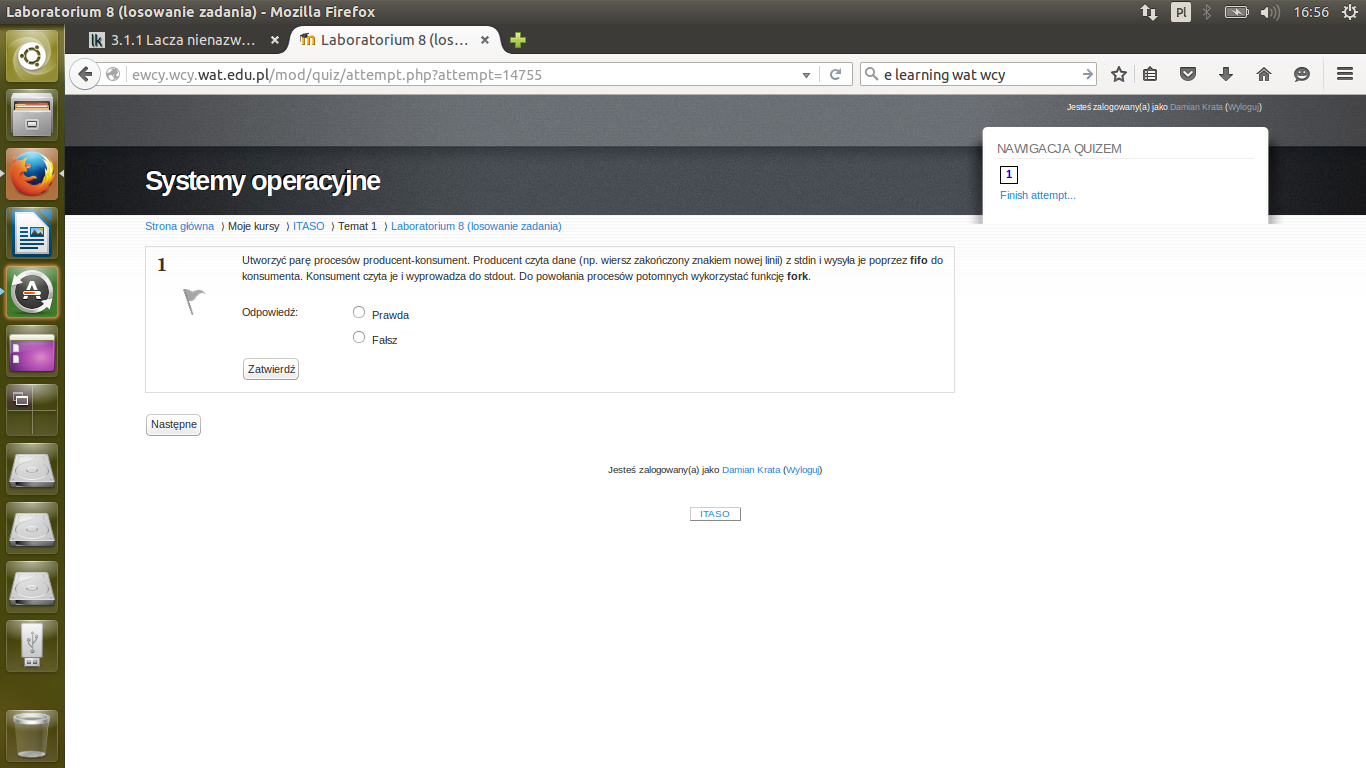 Laboratorium 8 (losowanie zadania) - Mozilla Firefox
Pl
16:56
3.1.1 Lacza nienazw...
Laboratorium 8 (los...
ewcy.wcy.wat.edu.pl/mod/quiz/attempt.php?attempt=14755
e learning wat wcy
Jesteś zalogowany(a) jako Damian Krata (Wyloguj)
NAWIGACJA QUIZEM
1
Finish attempt...
Systemy operacyjne
Strona główna ⟩ Moje kursy ⟩ ITASO ⟩ Temat 1 ⟩ Laboratorium 8 (losowanie zadania)
1
Utworzyć parę procesów producent-konsument. Producent czyta dane (np. wiersz zakończony znakiem nowej linii) z stdin i wysyła je poprzez fifo do
konsumenta. Konsument czyta je i wyprowadza do stdout. Do powołania procesów potomnych wykorzystać funkcję fork.
Odpowiedź:
Prawda
Fałsz
Zatwierdź
Następne
Jesteś zalogowany(a) jako Damian Krata (Wyloguj)
ITASO